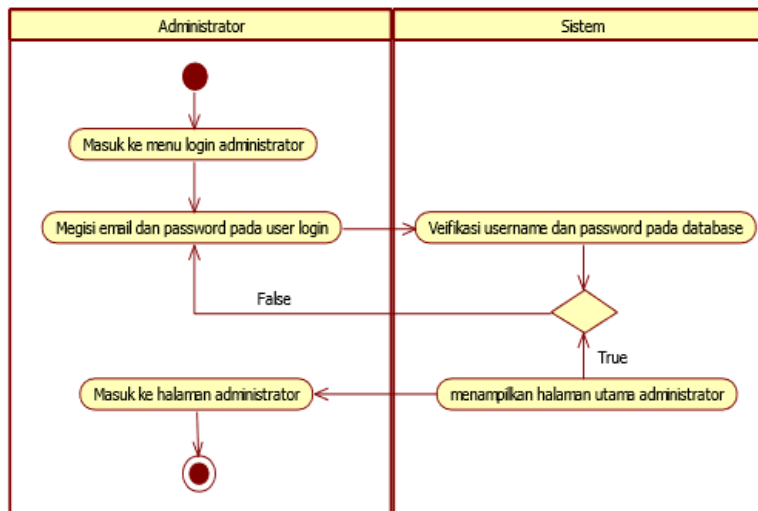 Administrator
Sistem
Masuk ke menu login administrator
Megisi email dan password pada user login
Veifikasi username dan password pada database
False
True
Masuk ke halaman administrator
menampilkan halaman utama administrator